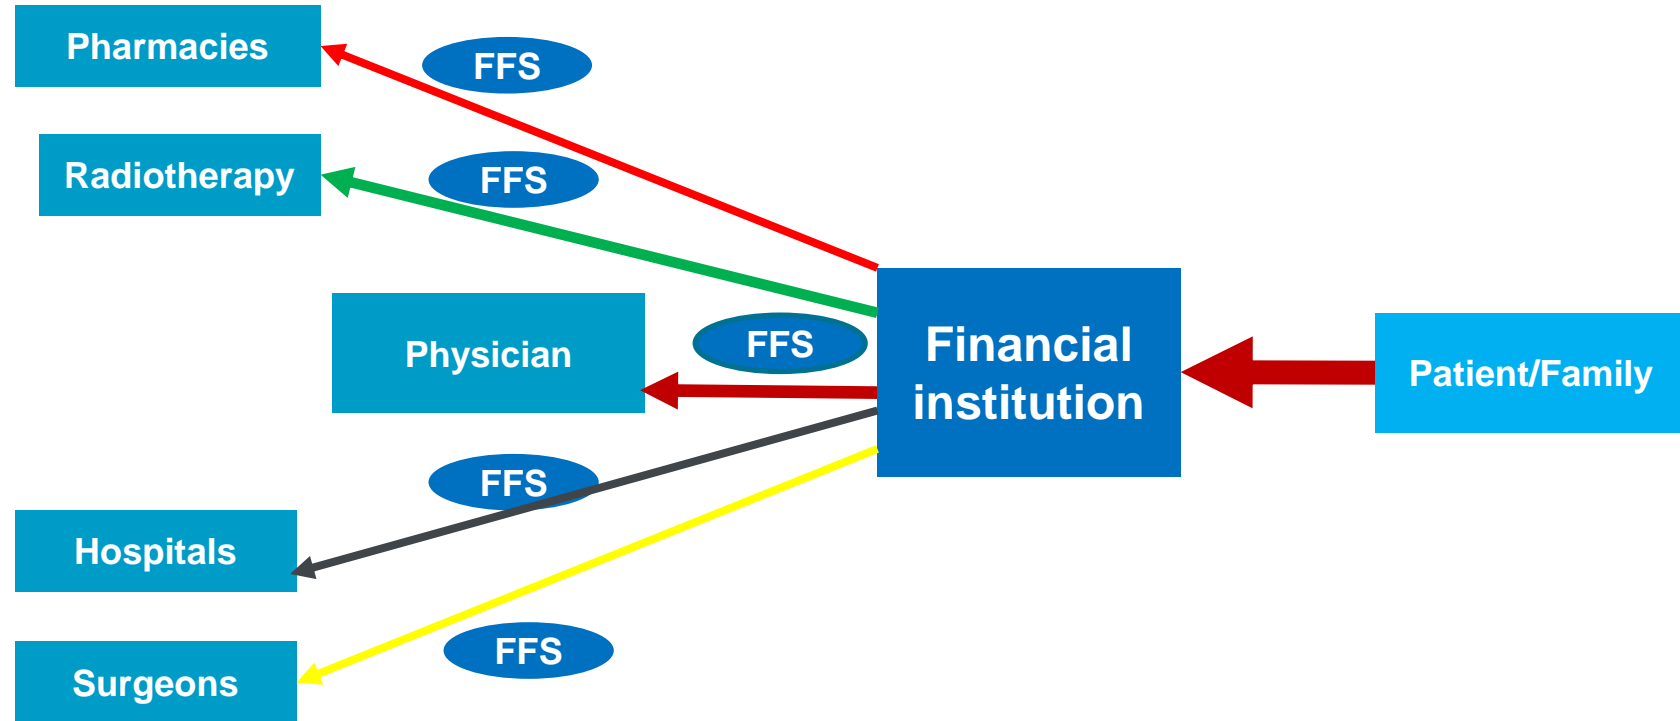 Pharmacies
FFS
Radiotherapy
FFS
Physician
FFS
Financial
institution
Patient/Family
FFS
Hospitals
FFS
Surgeons